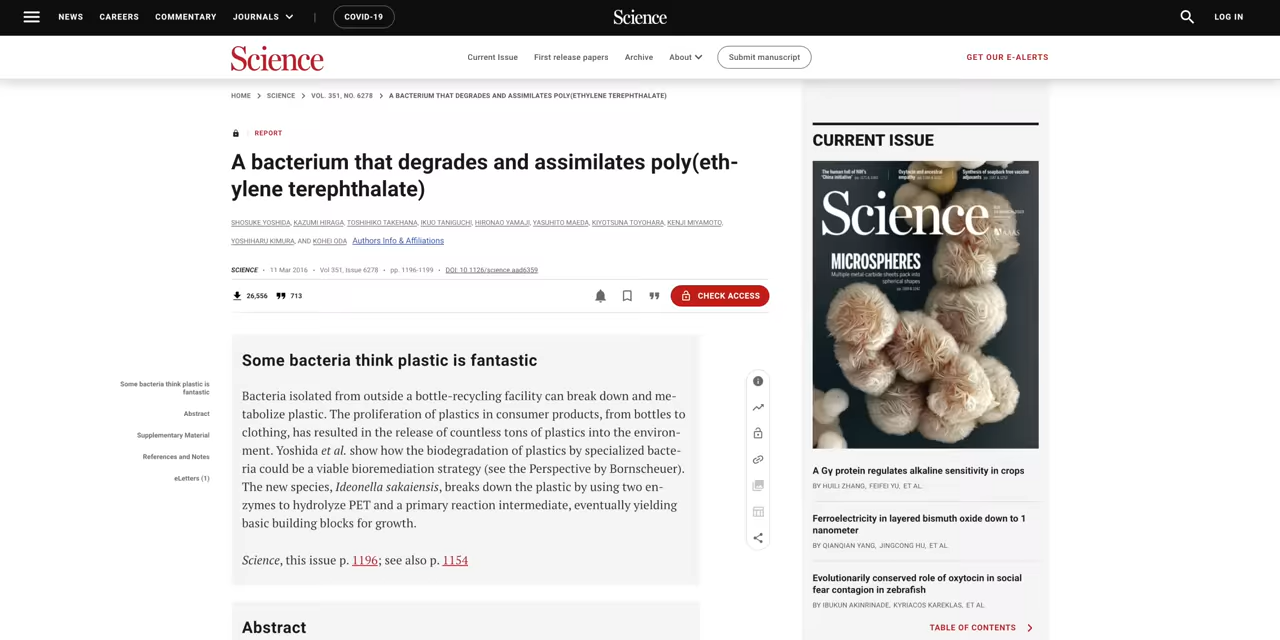 NEWS CAREERS COMMENTARY JOURNALS | COVID-19 Science LOG IN
Science Current Issue First release papers Archive About Submit manuscript GET OUR E-ALERTS
HOME > SCIENCE > VOL. 351, NO. 6278 > A BACTERIUM THAT DEGRADES AND ASSIMILATES POLY(ETHYLENE TEREPHTHALATE)
REPORT
A bacterium that degrades and assimilates poly(eth-
ylene terephthalate)
SHOSUKE YOSHIDA, KAZUMI HIRAGA, TOSHIHIKO TAKEHANA, IKUO TANIGUCHI, HIRONAO YAMAJI, YASUHITO MAEDA, KIYOTSUNA TOYOHARA, KENJI MIYAMOTO,
YOSHIHARU KIMURA, AND KOHEI ODA Authors Info & Affiliations
SCIENCE • 11 Mar 2016 • Vol 351, Issue 6278 • pp. 1196-1199 • DOI: 10.1126/science.aad6359
26,556 713 CHECK ACCESS
Some bacteria think plastic is
fantastic
Abstract
Supplementary Material
References and Notes
eLetters (1)
Some bacteria think plastic is fantastic
Bacteria isolated from outside a bottle-recycling facility can break down and me-
tabolize plastic. The proliferation of plastics in consumer products, from bottles to
clothing, has resulted in the release of countless tons of plastics into the environ-
ment. Yoshida et al. show how the biodegradation of plastics by specialized bacte-
ria could be a viable bioremediation strategy (see the Perspective by Bornscheuer).
The new species, Ideonella sakaiensis, breaks down the plastic by using two en-
zymes to hydrolyze PET and a primary reaction intermediate, eventually yielding
basic building blocks for growth.
Science, this issue p. 1196; see also p. 1154
Abstract
CURRENT ISSUE
Science
MICROSPHERES
Multiple metal carbide sheets pack into
spherical shapes
A Gγ protein regulates alkaline sensitivity in crops
BY HUILI ZHANG, FEIFEI YU, ET AL.
Ferroelectricity in layered bismuth oxide down to 1
nanometer
BY QIANQIAN YANG, JINGCONG HU, ET AL.
Evolutionarily conserved role of oxytocin in social
fear contagion in zebrafish
BY IBUKUN AKINRINADE, KYRIACOS KAREKLAS, ET AL.
TABLE OF CONTENTS >